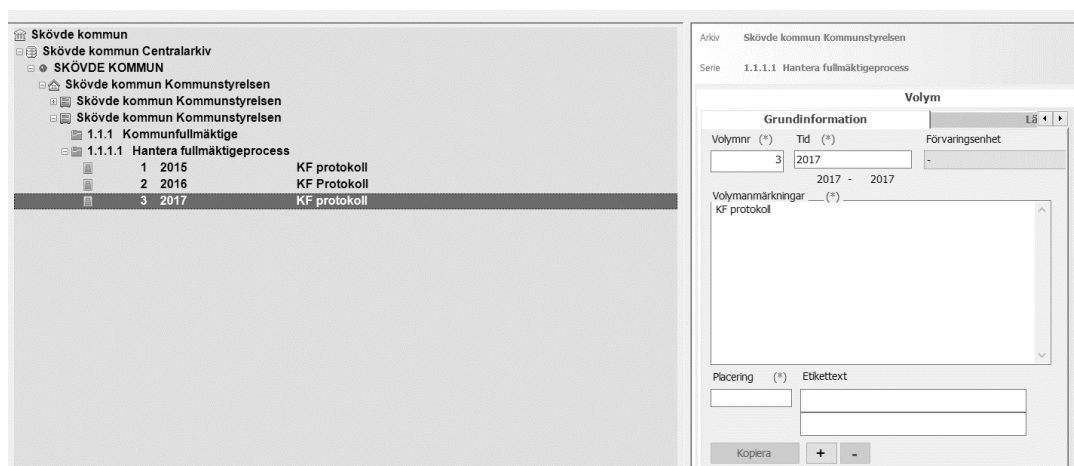 Skövde kommun
Skövde kommun Centralarkiv
SKÖVDE KOMMUN
Skövde kommun Kommunstyrelsen
Skövde kommun Kommunstyrelsen
Skövde kommun Kommunstyrelsen
1.1.1 Kommunfullmäktige
1.1.1.1 Hantera fullmäktigeprocess
1 2015 KF protokoll
2 2016 KF Protokoll
3 2017 KF protokoll
Arkiv Skövde kommun Kommunstyrelsen
Serie 1.1.1.1 Hantera fullmäktigeprocess
Volym
Grundinformation Lä
Volymnr (*) Tid (*) Förvaringsenhet
3 2017 -
2017 - 2017
Volymanmärkningar (*)
KF protokoll
Placering (*) Etikettext
Kopiera + -